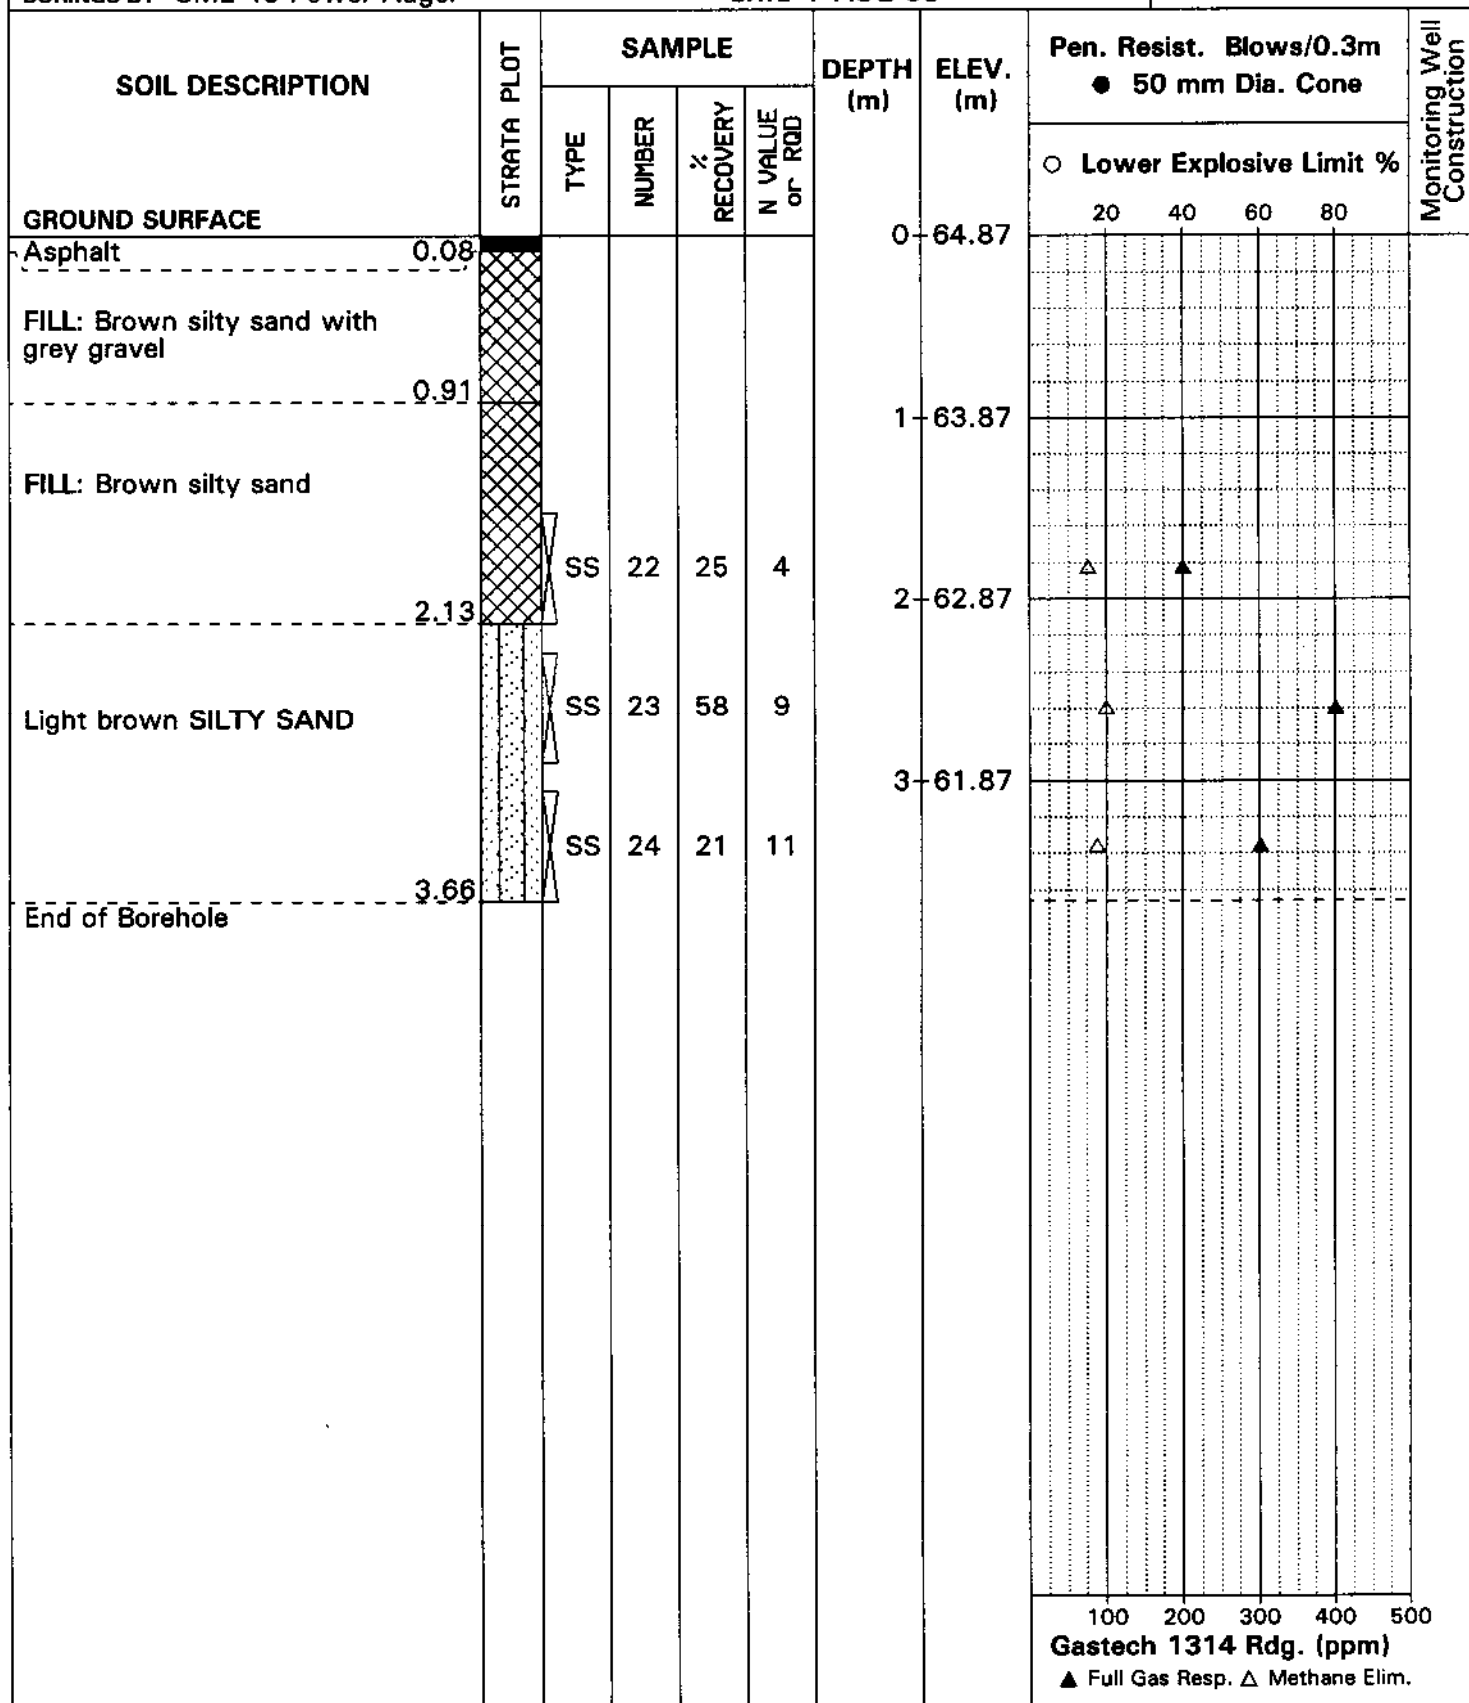 SOIL DESCRIPTION
GROUND SURFACE
STRATA PLOT
SAMPLE
TYPE
NUMBER
%
RECOVERY
N VALUE
or RQD
DEPTH
(m)
ELEV.
(m)
Pen. Resist. Blows/0.3m
● 50 mm Dia. Cone
○ Lower Explosive Limit %
20 40 60 80
Monitoring Well
Construction
0 64.87
Asphalt 0.08
FILL: Brown silty sand with
grey gravel
0.91
1 63.87
FILL: Brown silty sand
SS 22 25 4
2 62.87
2.13
Light brown SILTY SAND
SS 23 58 9
3 61.87
SS 24 21 11
3.66
End of Borehole
100 200 300 400 500
Gastech 1314 Rdg. (ppm)
▲ Full Gas Resp. △ Methane Elim.